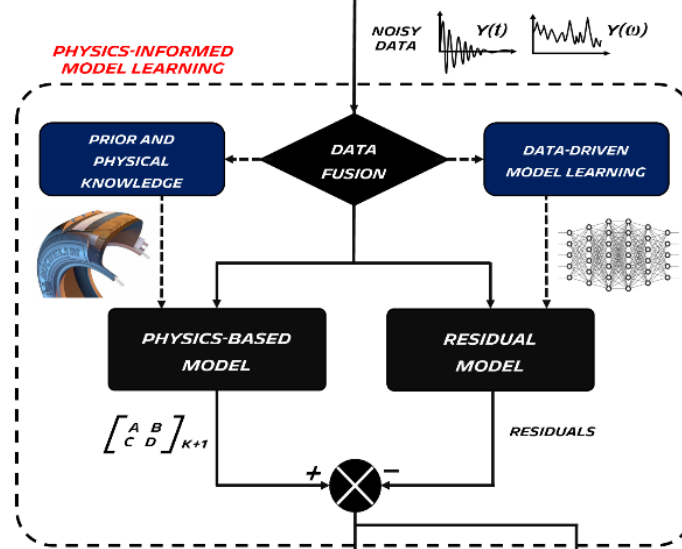 NOISY
DATA
Y(t)
Y(ω)
PHYSICS-INFORMED
MODEL LEARNING
PRIOR AND
PHYSICAL
KNOWLEDGE
DATA
FUSION
DATA-DRIVEN
MODEL LEARNING
PHYSICS-BASED
MODEL
RESIDUAL
MODEL
A B
C D
K+1
RESIDUALS
+
−